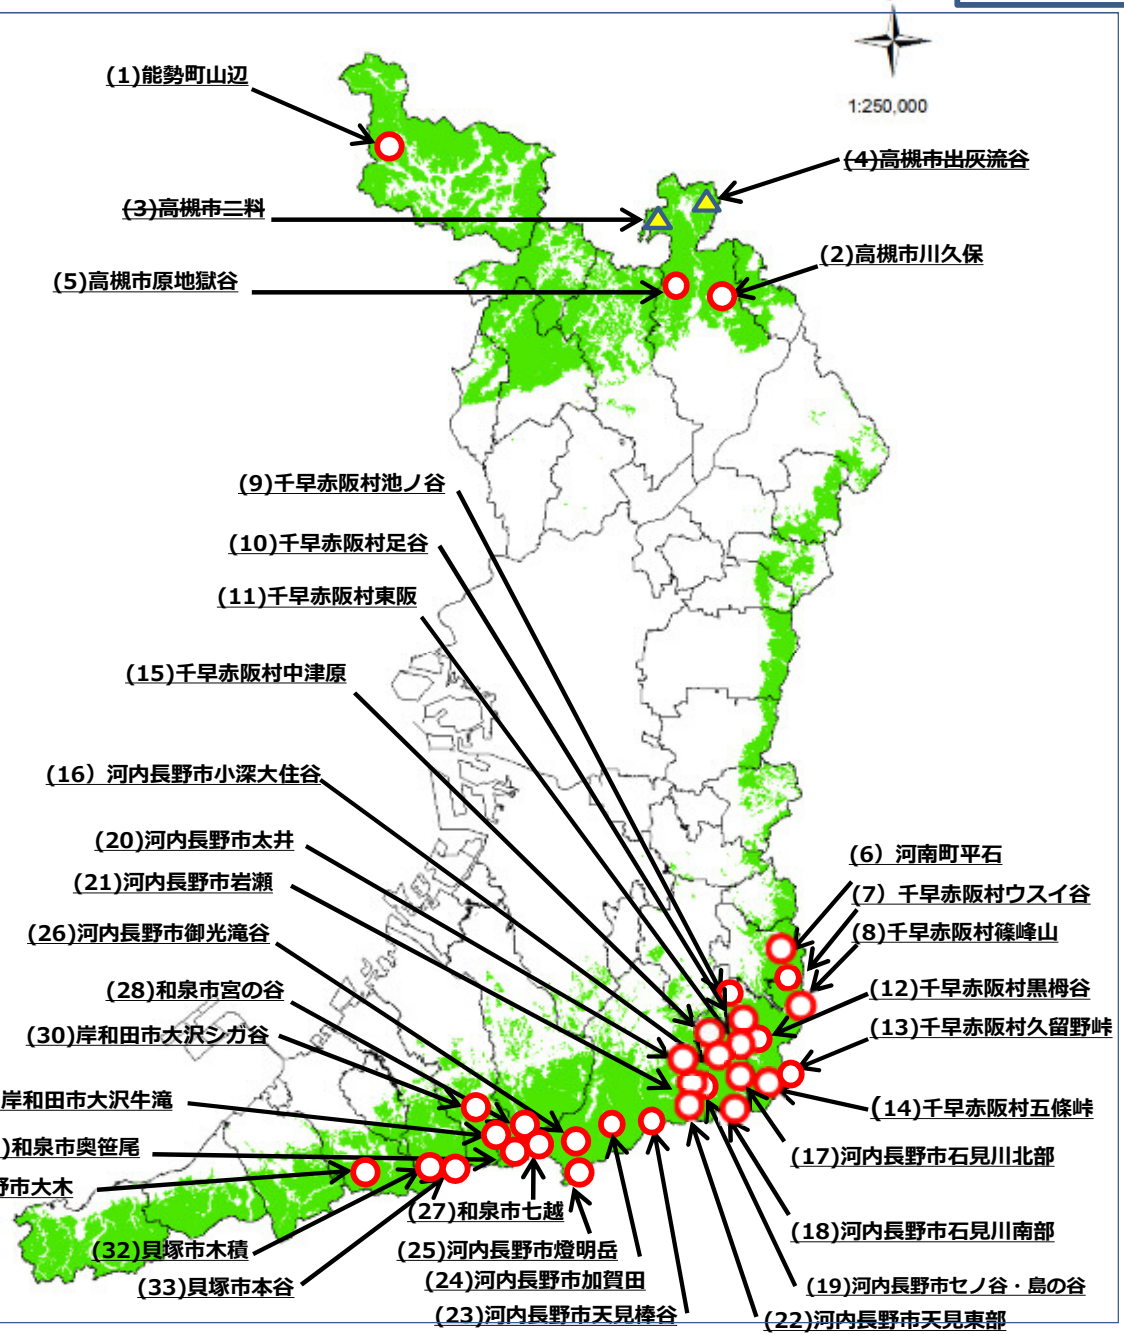 (1)能勢町山辺
1:250,000
(4)高槻市出灰流谷
(3)高槻市二料
(2)高槻市川久保
(5)高槻市原地獄谷
(9)千早赤阪村池ノ谷
(10)千早赤阪村足谷
(11)千早赤阪村東阪
(15)千早赤阪村中津原
(16）河内長野市小深大住谷
(20)河内長野市太井
(6）河南町平石
(21)河内長野市岩瀬
(7）千早赤阪村ウスイ谷
(26)河内長野市御光滝谷
(8)千早赤阪村篠峰山
(28)和泉市宮の谷
(12)千早赤阪村黒栂谷
(30)岸和田市大沢シガ谷
(13)千早赤阪村久留野峠
岸和田市大沢牛滝
(14)千早赤阪村五條峠
)和泉市奥笹尾
(17)河内長野市石見川北部
野市大木
(27)和泉市七越
(18)河内長野市石見川南部
(32)貝塚市木積
(25)河内長野市燈明岳
(33)貝塚市本谷
(24)河内長野市加賀田
(19)河内長野市セノ谷・島の谷
(23)河内長野市天見棒谷
(22)河内長野市天見東部